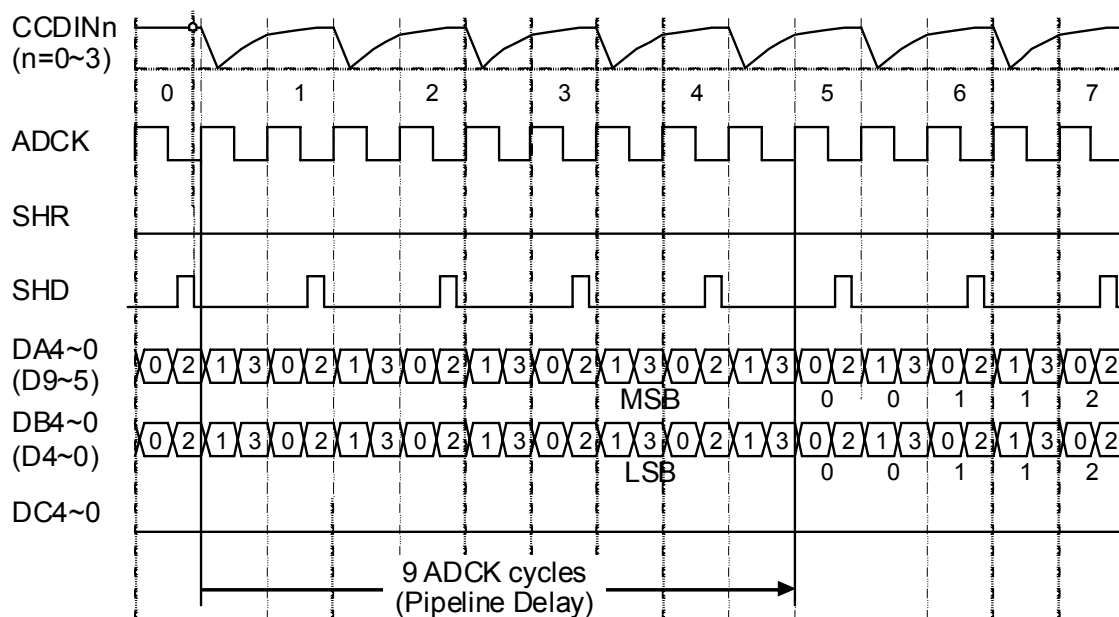 CCDINn
(n=0~3)
0 1 2 3 4 5 6 7
ADCK
SHR
SHD
DA4~0
(D9~5)
0 2 1 3 0 2 1 3 0 2 1 3 0 2 1 3 0 2 1 3 0 2 1 3 0 2 1 3 0 2
MSB 0 0 1 1 2
DB4~0
(D4~0)
0 2 1 3 0 2 1 3 0 2 1 3 0 2 1 3 0 2 1 3 0 2 1 3 0 2 1 3 0 2
LSB 0 0 1 1 2
DC4~0
9 ADCK cycles
(Pipeline Delay)